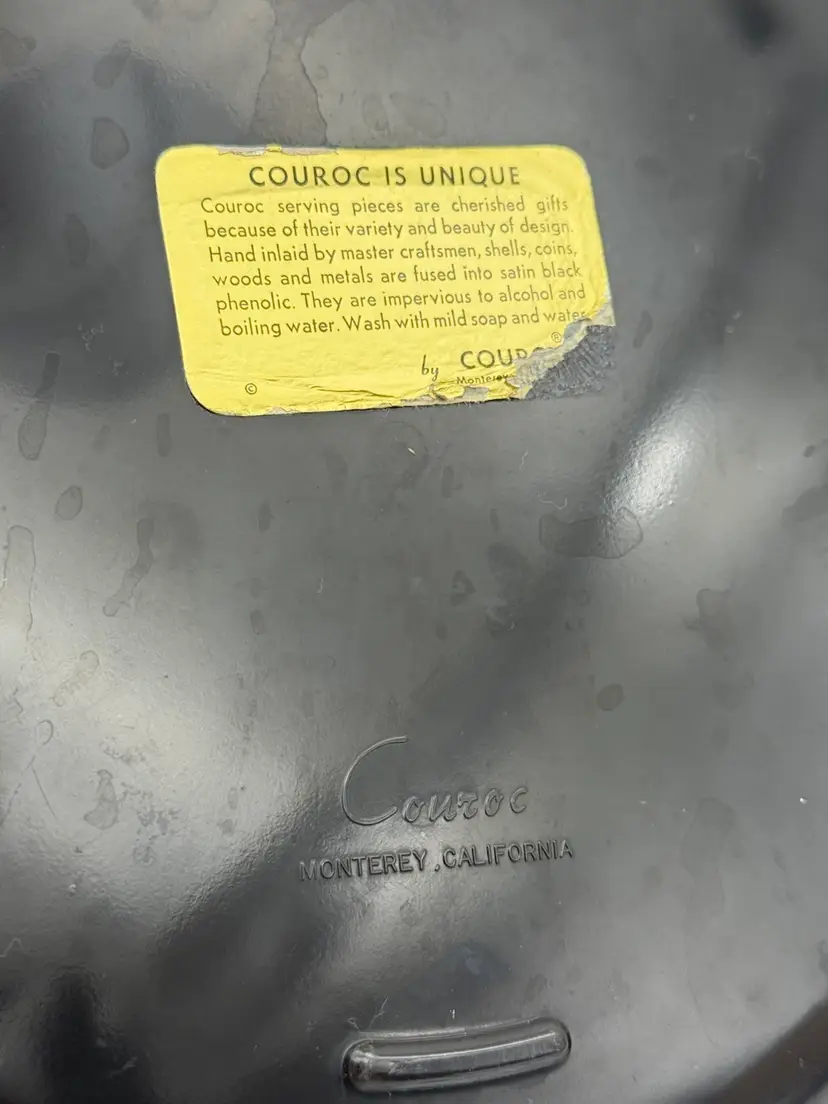 COUROC IS UNIQUE
Couroc serving pieces are cherished gifts
because of their variety and beauty of design.
Hand inlaid by master craftsmen, shells, coins,
woods and metals are fused into satin black
phenolic. They are impervious to alcohol and
boiling water. Wash with mild soap and water
®
by COURO
© Monterey
Couroc
MONTEREY, CALIFORNIA